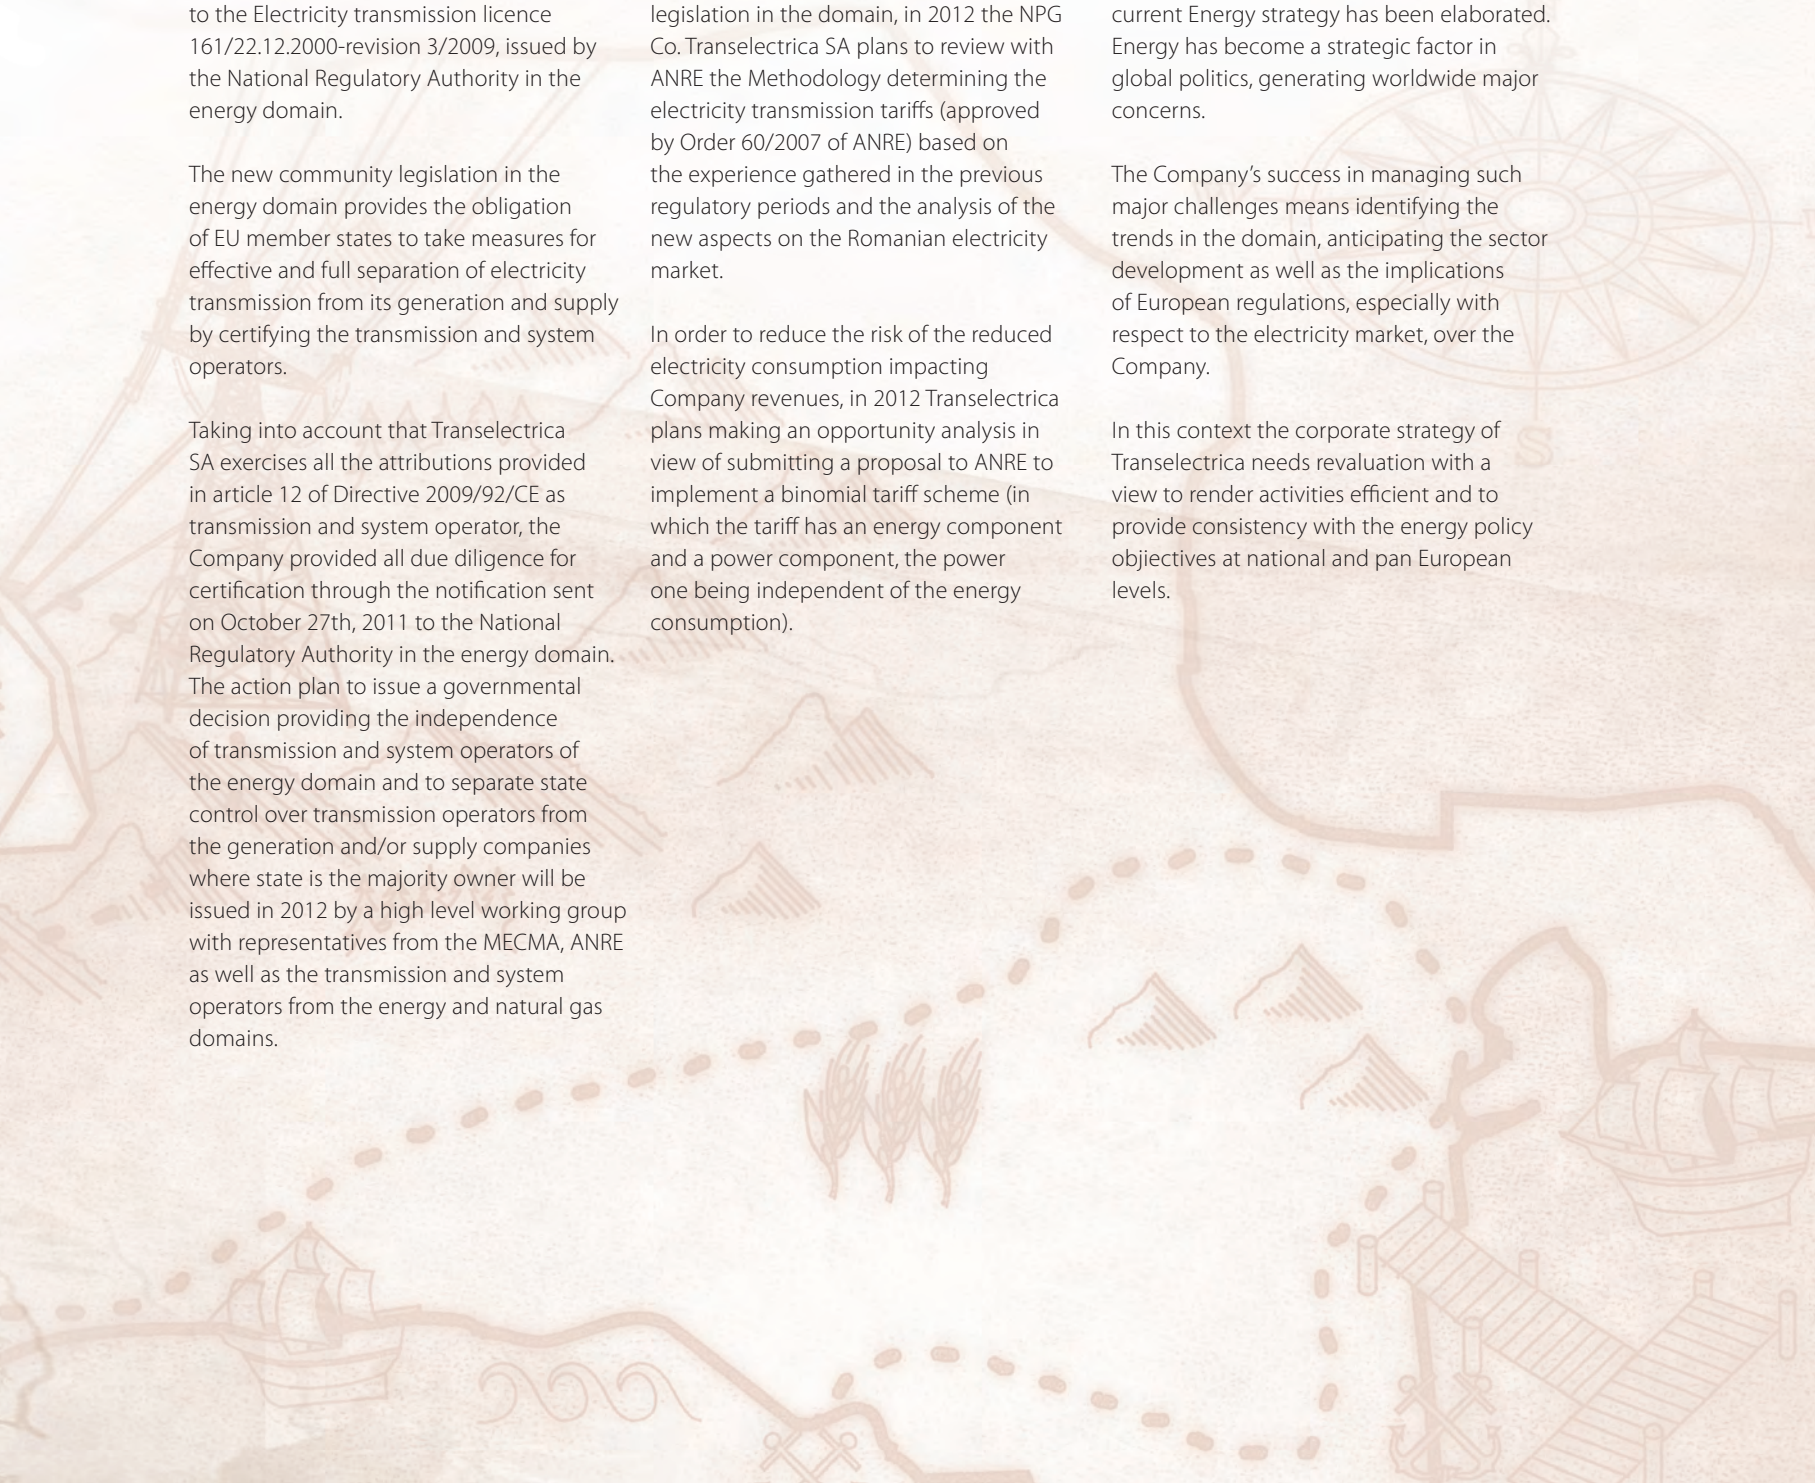 to the Electricity transmission licence
161/22.12.2000-revision 3/2009, issued by
the National Regulatory Authority in the
energy domain.
The new community legislation in the
energy domain provides the obligation
of EU member states to take measures for
effective and full separation of electricity
transmission from its generation and supply
by certifying the transmission and system
operators.
Taking into account that Transelectrica
SA exercises all the attributions provided
in article 12 of Directive 2009/92/CE as
transmission and system operator, the
Company provided all due diligence for
certification through the notification sent
on October 27th, 2011 to the National
Regulatory Authority in the energy domain.
The action plan to issue a governmental
decision providing the independence
of transmission and system operators of
the energy domain and to separate state
control over transmission operators from
the generation and/or supply companies
where state is the majority owner will be
issued in 2012 by a high level working group
with representatives from the MECMA, ANRE
as well as the transmission and system
operators from the energy and natural gas
domains.
legislation in the domain, in 2012 the NPG
Co. Transelectrica SA plans to review with
ANRE the Methodology determining the
electricity transmission tariffs (approved
by Order 60/2007 of ANRE) based on
the experience gathered in the previous
regulatory periods and the analysis of the
new aspects on the Romanian electricity
market.
In order to reduce the risk of the reduced
electricity consumption impacting
Company revenues, in 2012 Transelectrica
plans making an opportunity analysis in
view of submitting a proposal to ANRE to
implement a binomial tariff scheme (in
which the tariff has an energy component
and a power component, the power
one being independent of the energy
consumption).
current Energy strategy has been elaborated.
Energy has become a strategic factor in
global politics, generating worldwide major
concerns.
The Company's success in managing such
major challenges means identifying the
trends in the domain, anticipating the sector
development as well as the implications
of European regulations, especially with
respect to the electricity market, over the
Company.
In this context the corporate strategy of
Transelectrica needs revaluation with a
view to render activities efficient and to
provide consistency with the energy policy
objjectives at national and pan European
levels.
S